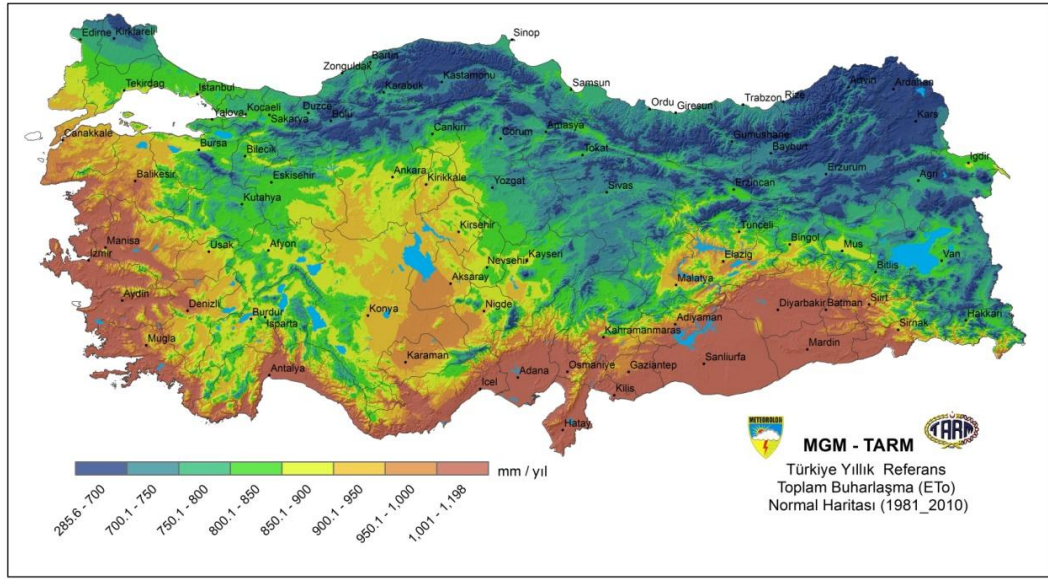 Sinop
Edirne
Kirklareli
Bartin
Zonguldak
Kastamonu
Karabuk
Samsun
Artvin
Ardahan
Tekirdag
Istanbul
Kocaeli
Duzce
Ordu
Giresun
Trabzon
Rize
Yalova
Sakarya
Bolu
Kars
Canakkale
Cankiri
Corum
Amasya
Gumushane
Bayburt
Bursa
Bilecik
Tokat
Igdir
Balikesir
Eskisehir
Ankara
Kirikkale
Yozgat
Sivas
Erzincan
Erzurum
Agri
Kutahya
Manisa
Izmir
Usak
Afyon
Kirsehir
Tunceli
Bingol
Mus
Nevsehir
Kayseri
Elazig
Bitlis
Van
Aksaray
Malatya
Aydin
Denizli
Burdur
Isparta
Konya
Nigde
Adiyaman
Diyarbakir
Batman
Siirt
Hakkari
Mugla
Kahramanmaras
Sirnak
Karaman
Mardin
Antalya
Icel
Adana
Osmaniye
Gaziantep
Sanliurfa
Kilis
Hatay
METEOROLOJI
TARM
MGM - TARM
Türkiye Yıllık Referans
Toplam Buharlaşma (ETo)
Normal Haritası (1981_2010)
mm / yıl
285.6 - 700
700.1 - 750
750.1 - 800
800.1 - 850
850.1 - 900
900.1 - 950
950.1 - 1,000
1,001 - 1,198